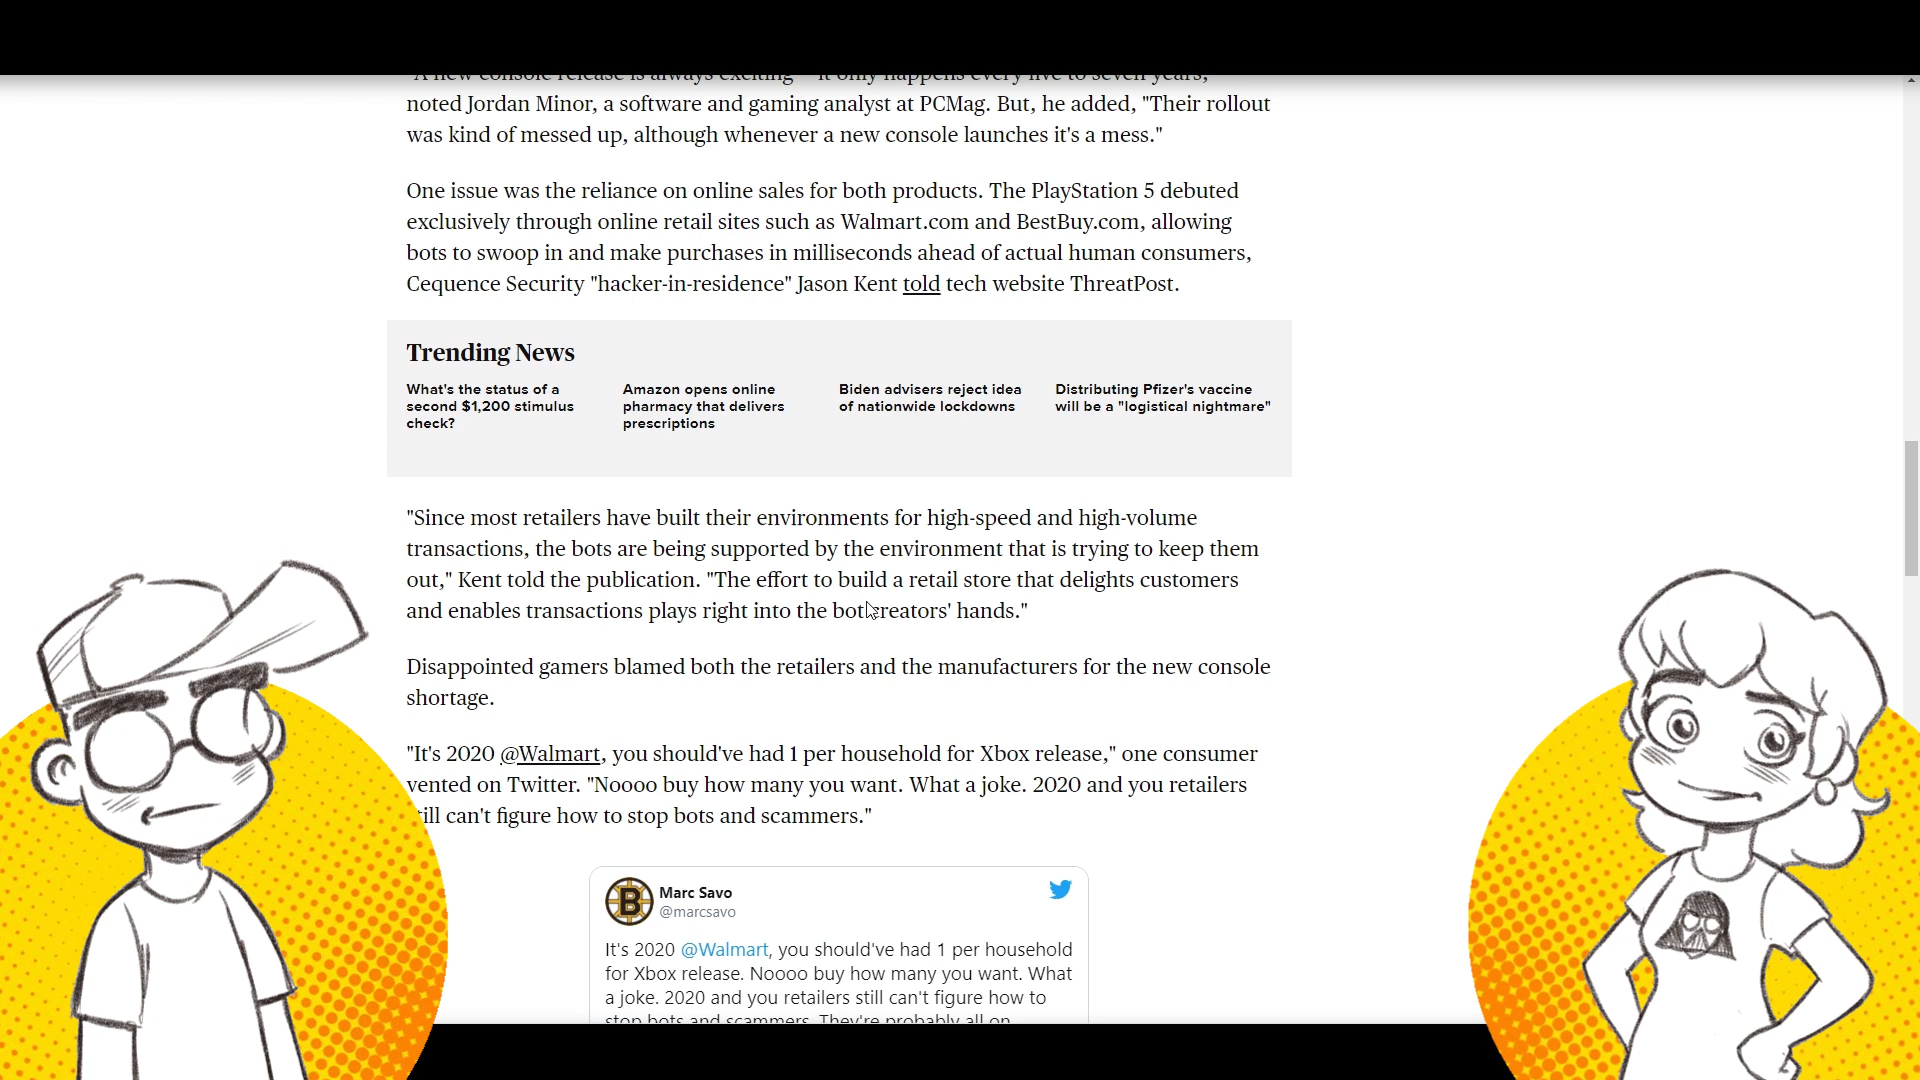 "A new console release is always exciting — it only happens every five to seven years,"
noted Jordan Minor, a software and gaming analyst at PCMag. But, he added, "Their rollout
was kind of messed up, although whenever a new console launches it's a mess."
One issue was the reliance on online sales for both products. The PlayStation 5 debuted
exclusively through online retail sites such as Walmart.com and BestBuy.com, allowing
bots to swoop in and make purchases in milliseconds ahead of actual human consumers,
Cequence Security "hacker-in-residence" Jason Kent told tech website ThreatPost.
Trending News
What's the status of a
second $1,200 stimulus
check?
Amazon opens online
pharmacy that delivers
prescriptions
Biden advisers reject idea
of nationwide lockdowns
Distributing Pfizer's vaccine
will be a "logistical nightmare"
"Since most retailers have built their environments for high-speed and high-volume
transactions, the bots are being supported by the environment that is trying to keep them
out," Kent told the publication. "The effort to build a retail store that delights customers
and enables transactions plays right into the bot creators' hands."
Disappointed gamers blamed both the retailers and the manufacturers for the new console
shortage.
"It's 2020 @Walmart, you should've had 1 per household for Xbox release," one consumer
vented on Twitter. "Noooo buy how many you want. What a joke. 2020 and you retailers
still can't figure how to stop bots and scammers."
B
Marc Savo
@marcsavo
It's 2020 @Walmart, you should've had 1 per household
for Xbox release. Noooo buy how many you want. What
a joke. 2020 and you retailers still can't figure how to
stop bots and scammers. They're probably all on